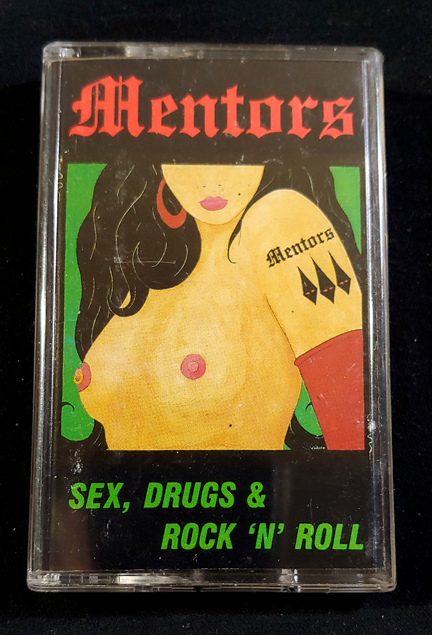 Mentors
Mentors
SEX, DRUGS &
ROCK 'N' ROLL